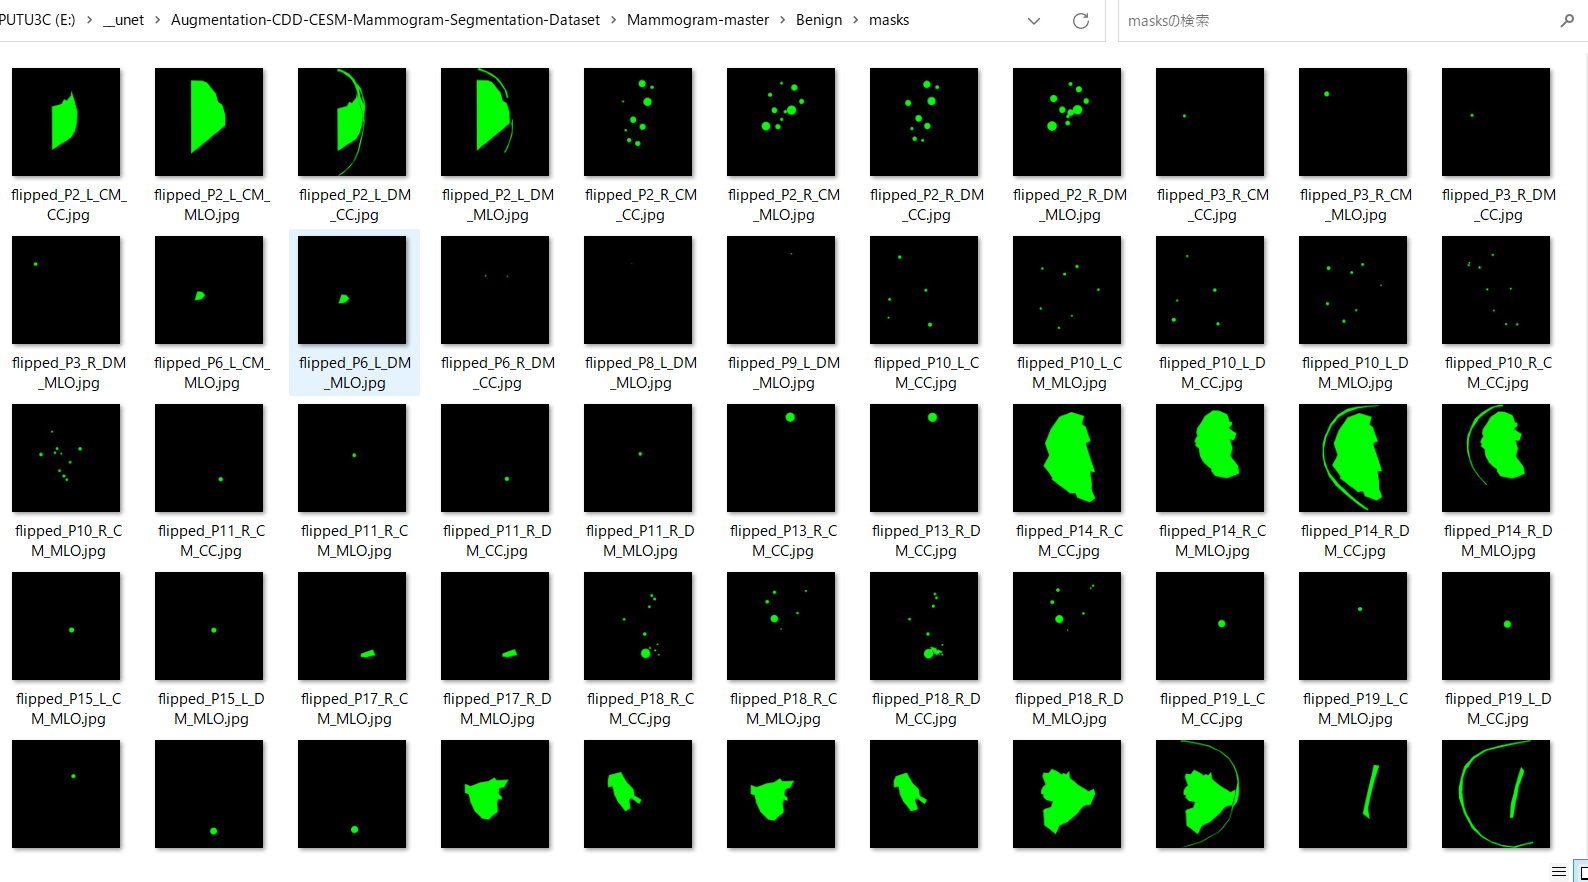 PUTU3C (E:) > __unet > Augmentation-CDD-CESM-Mammogram-Segmentation-Dataset > Mammogram-master > Benign > masks
masksの検索
flipped_P2_L_CM_
CC.jpg
flipped_P2_L_CM_
MLO.jpg
flipped_P2_L_DM
_CC.jpg
flipped_P2_L_DM
_MLO.jpg
flipped_P2_R_CM
_CC.jpg
flipped_P2_R_CM
_MLO.jpg
flipped_P2_R_DM
_CC.jpg
flipped_P2_R_DM
_MLO.jpg
flipped_P3_R_CM
_CC.jpg
flipped_P3_R_CM
_MLO.jpg
flipped_P3_R_DM
_CC.jpg
flipped_P3_R_DM
_MLO.jpg
flipped_P6_L_CM_
MLO.jpg
flipped_P6_L_DM
_MLO.jpg
flipped_P6_R_DM
_CC.jpg
flipped_P8_L_DM
_MLO.jpg
flipped_P9_L_DM
_MLO.jpg
flipped_P10_L_C
M_CC.jpg
flipped_P10_L_C
M_MLO.jpg
flipped_P10_L_D
M_CC.jpg
flipped_P10_L_D
M_MLO.jpg
flipped_P10_R_C
M_CC.jpg
flipped_P10_R_C
M_MLO.jpg
flipped_P11_R_C
M_CC.jpg
flipped_P11_R_C
M_MLO.jpg
flipped_P11_R_D
M_CC.jpg
flipped_P11_R_D
M_MLO.jpg
flipped_P13_R_C
M_CC.jpg
flipped_P13_R_D
M_CC.jpg
flipped_P14_R_C
M_CC.jpg
flipped_P14_R_C
M_MLO.jpg
flipped_P14_R_D
M_CC.jpg
flipped_P14_R_D
M_MLO.jpg
flipped_P15_L_C
M_MLO.jpg
flipped_P15_L_D
M_MLO.jpg
flipped_P17_R_C
M_MLO.jpg
flipped_P17_R_D
M_MLO.jpg
flipped_P18_R_C
M_CC.jpg
flipped_P18_R_C
M_MLO.jpg
flipped_P18_R_D
M_CC.jpg
flipped_P18_R_D
M_MLO.jpg
flipped_P19_L_C
M_CC.jpg
flipped_P19_L_C
M_MLO.jpg
flipped_P19_L_D
M_CC.jpg